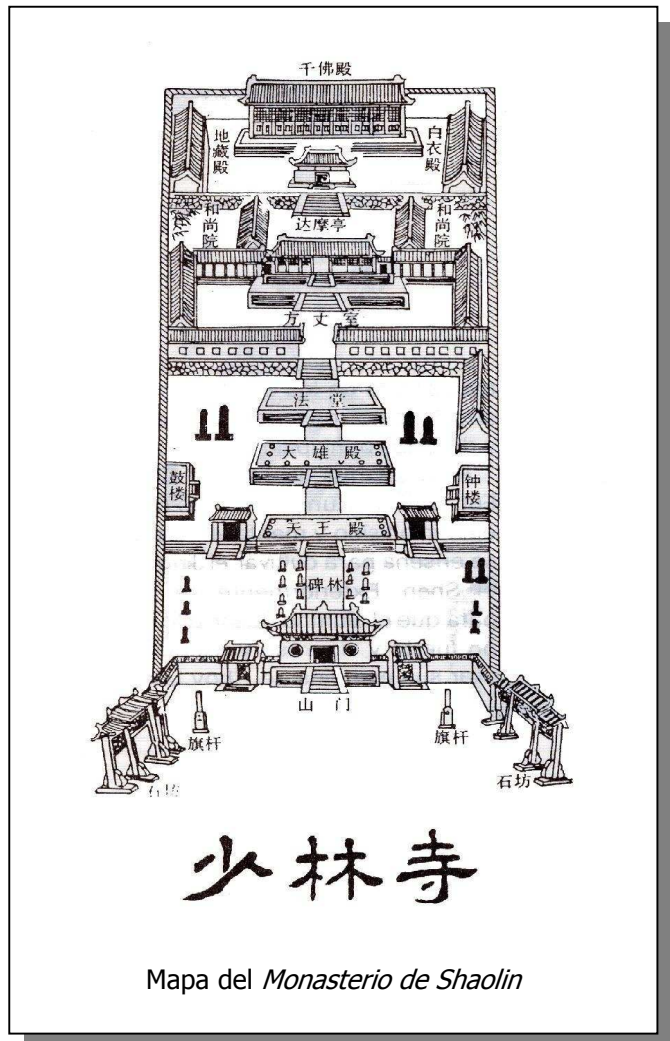 千佛殿
地藏殿
白衣殿
达摩亭
和尚院
和尚院
方丈室
法堂
大雄殿
鼓楼
钟楼
天王殿
碑林
山门
旗杆
旗杆
石坊
石坊
少林寺
Mapa del Monasterio de Shaolin